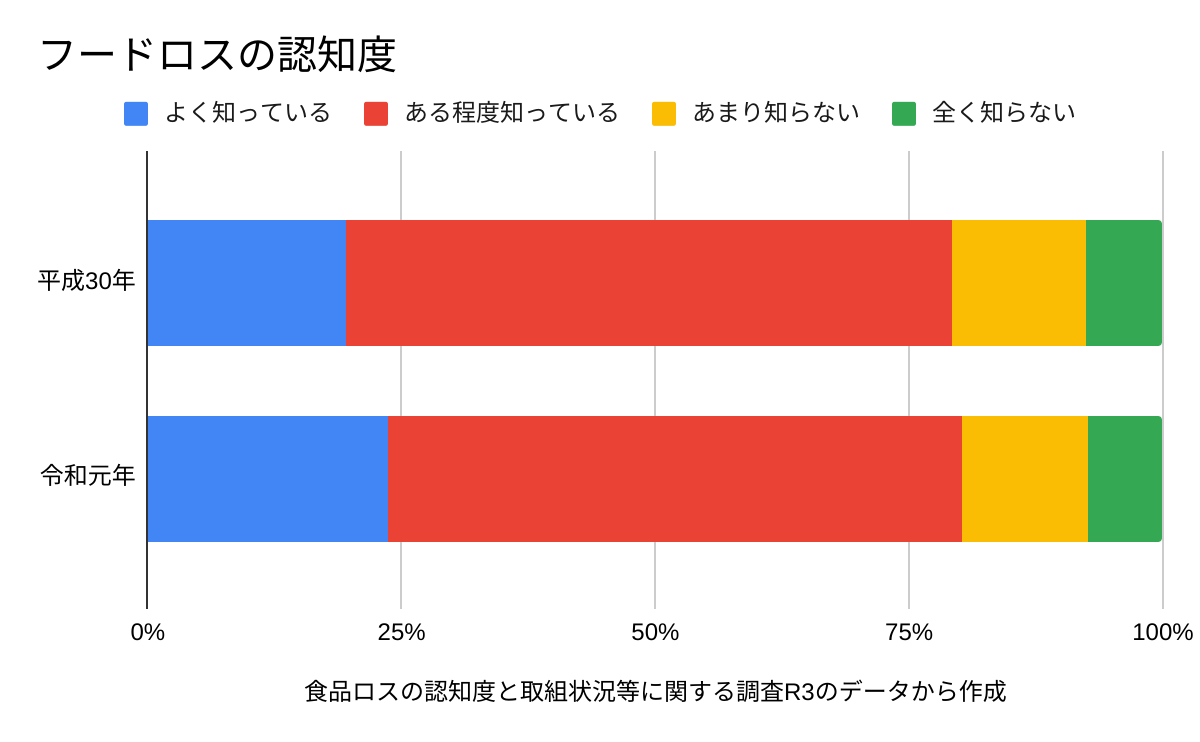 フードロスの認知度
よく知っている ある程度知っている あまり知らない 全く知らない
平成30年
令和元年
0% 25% 50% 75% 100%
食品ロスの認知度と取組状況等に関する調査R3のデータから作成